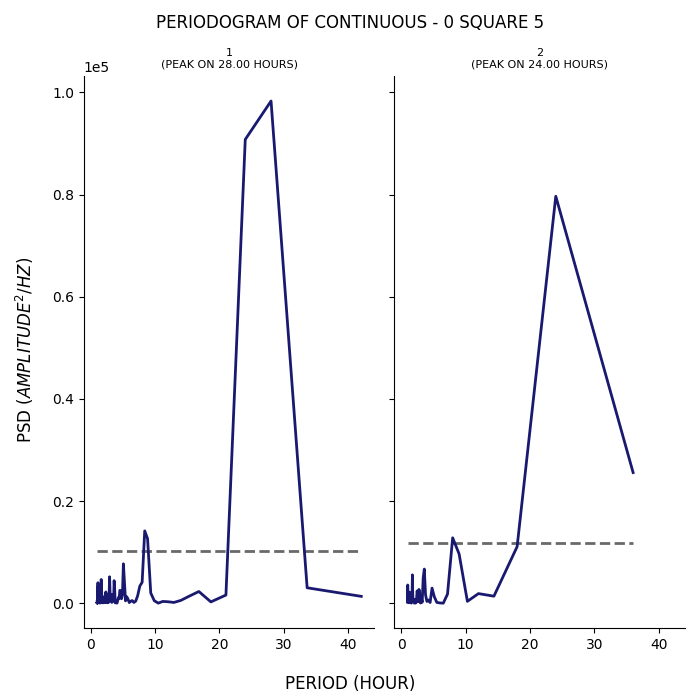 PERIODOGRAM OF CONTINUOUS - 0 SQUARE 5
1
(PEAK ON 28.00 HOURS)
2
(PEAK ON 24.00 HOURS)
1e5
1.0
0.8
0.6
0.4
0.2
0.0
PSD (AMPLITUDE²/HZ)
0 10 20 30 40
0 10 20 30 40
PERIOD (HOUR)